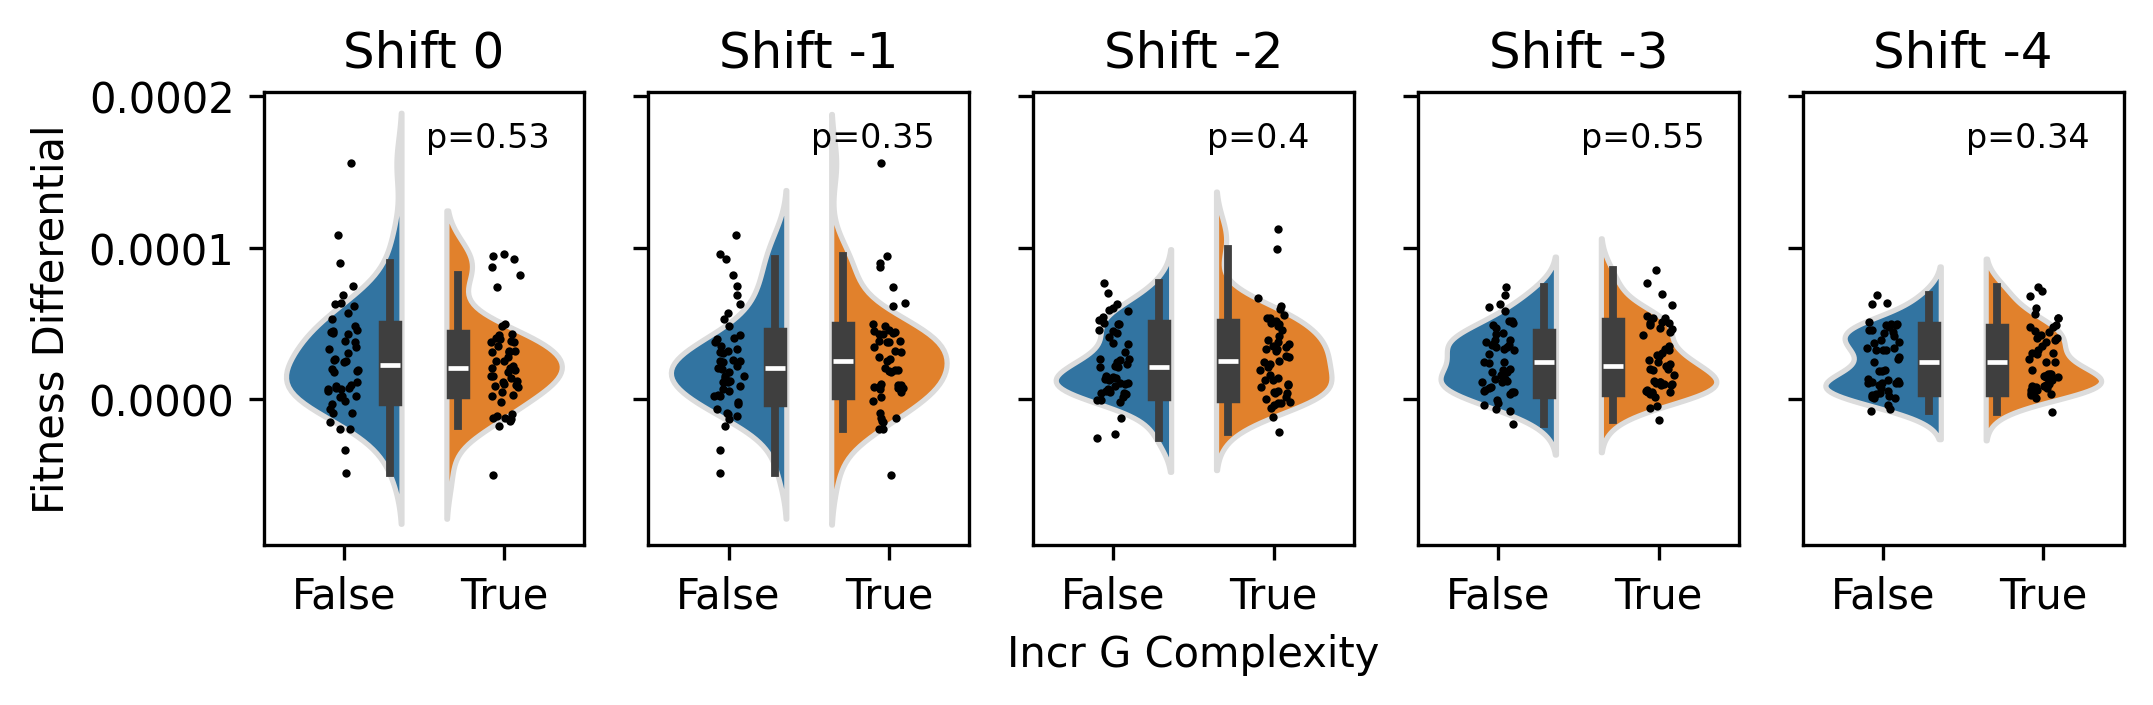 Shift 0
Shift -1
Shift -2
Shift -3
Shift -4
Fitness Differential
0.0002
0.0001
0.0000
p=0.53
p=0.35
p=0.4
p=0.55
p=0.34
False True
False True
False True
False True
False True
Incr G Complexity